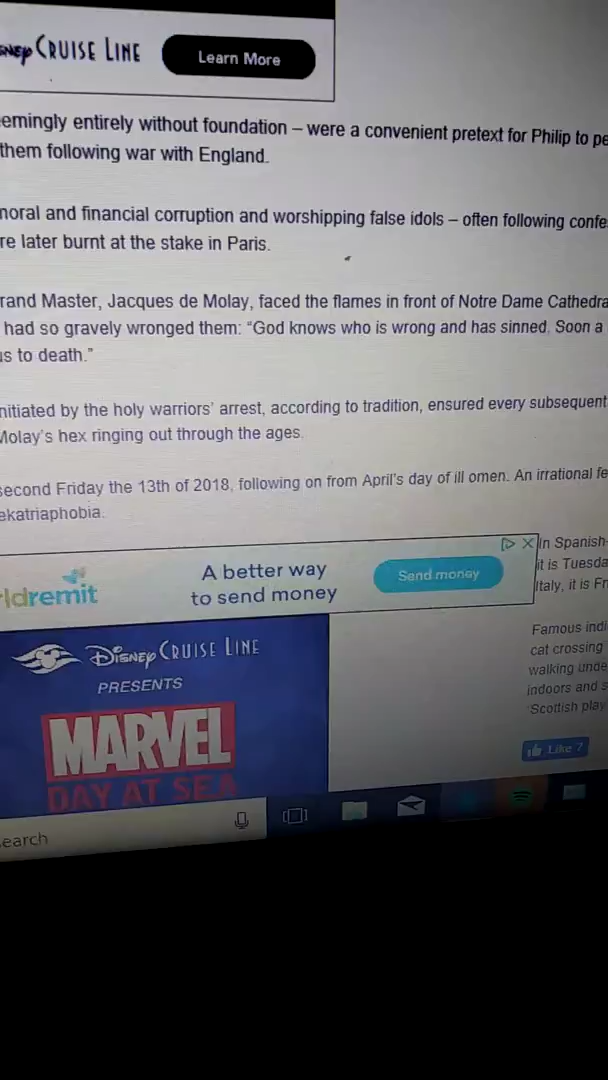 CRUISE LINE
Learn More
emingly entirely without foundation – were a convenient pretext for Philip to pe
them following war with England.
noral and financial corruption and worshipping false idols – often following confe
re later burnt at the stake in Paris.
rand Master, Jacques de Molay, faced the flames in front of Notre Dame Cathedra
had so gravely wronged them: “God knows who is wrong and has sinned. Soon a
us to death.”
nitiated by the holy warriors’ arrest, according to tradition, ensured every subsequent
Molay’s hex ringing out through the ages.
second Friday the 13th of 2018, following on from April’s day of ill omen. An irrational fe
ekatriaphobia.
ldremit
A better way
to send money
Send money
In Spanish-
it is Tuesda
Italy, it is Fr
Famous indi
cat crossing
walking unde
indoors and s
‘Scottish play
Like 7
Disney CRUISE LINE
PRESENTS
MARVEL
DAY AT SEA
earch